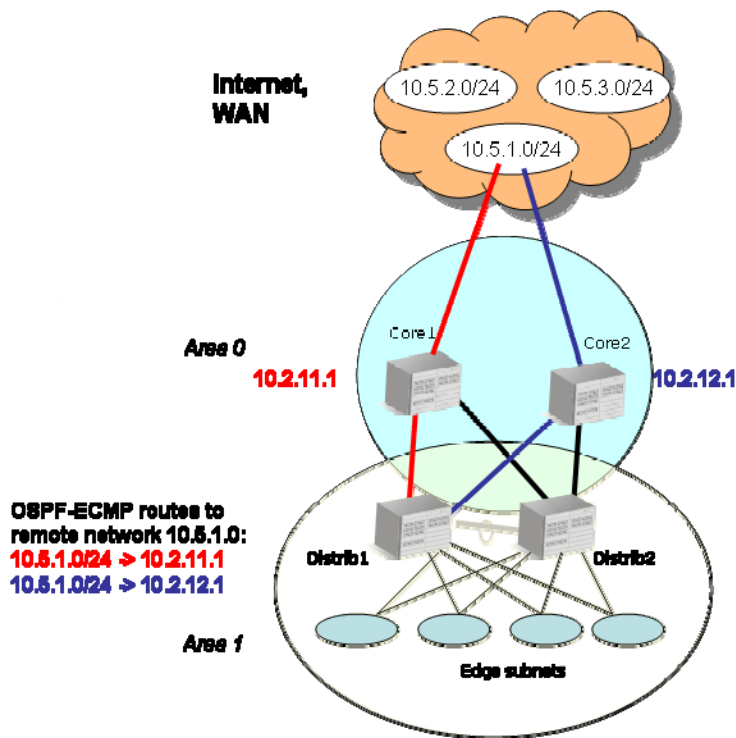 Internet,
WAN
10.5.2.0/24
10.5.3.0/24
10.5.1.0/24
Core1
Core2
Area 0
10.2.11.1
10.2.12.1
OSPF-ECMP routes to
remote network 10.5.1.0:
10.5.1.0/24 -> 10.2.11.1
10.5.1.0/24 -> 10.2.12.1
Distrib1
Distrib2
Area 1
Edge subnets